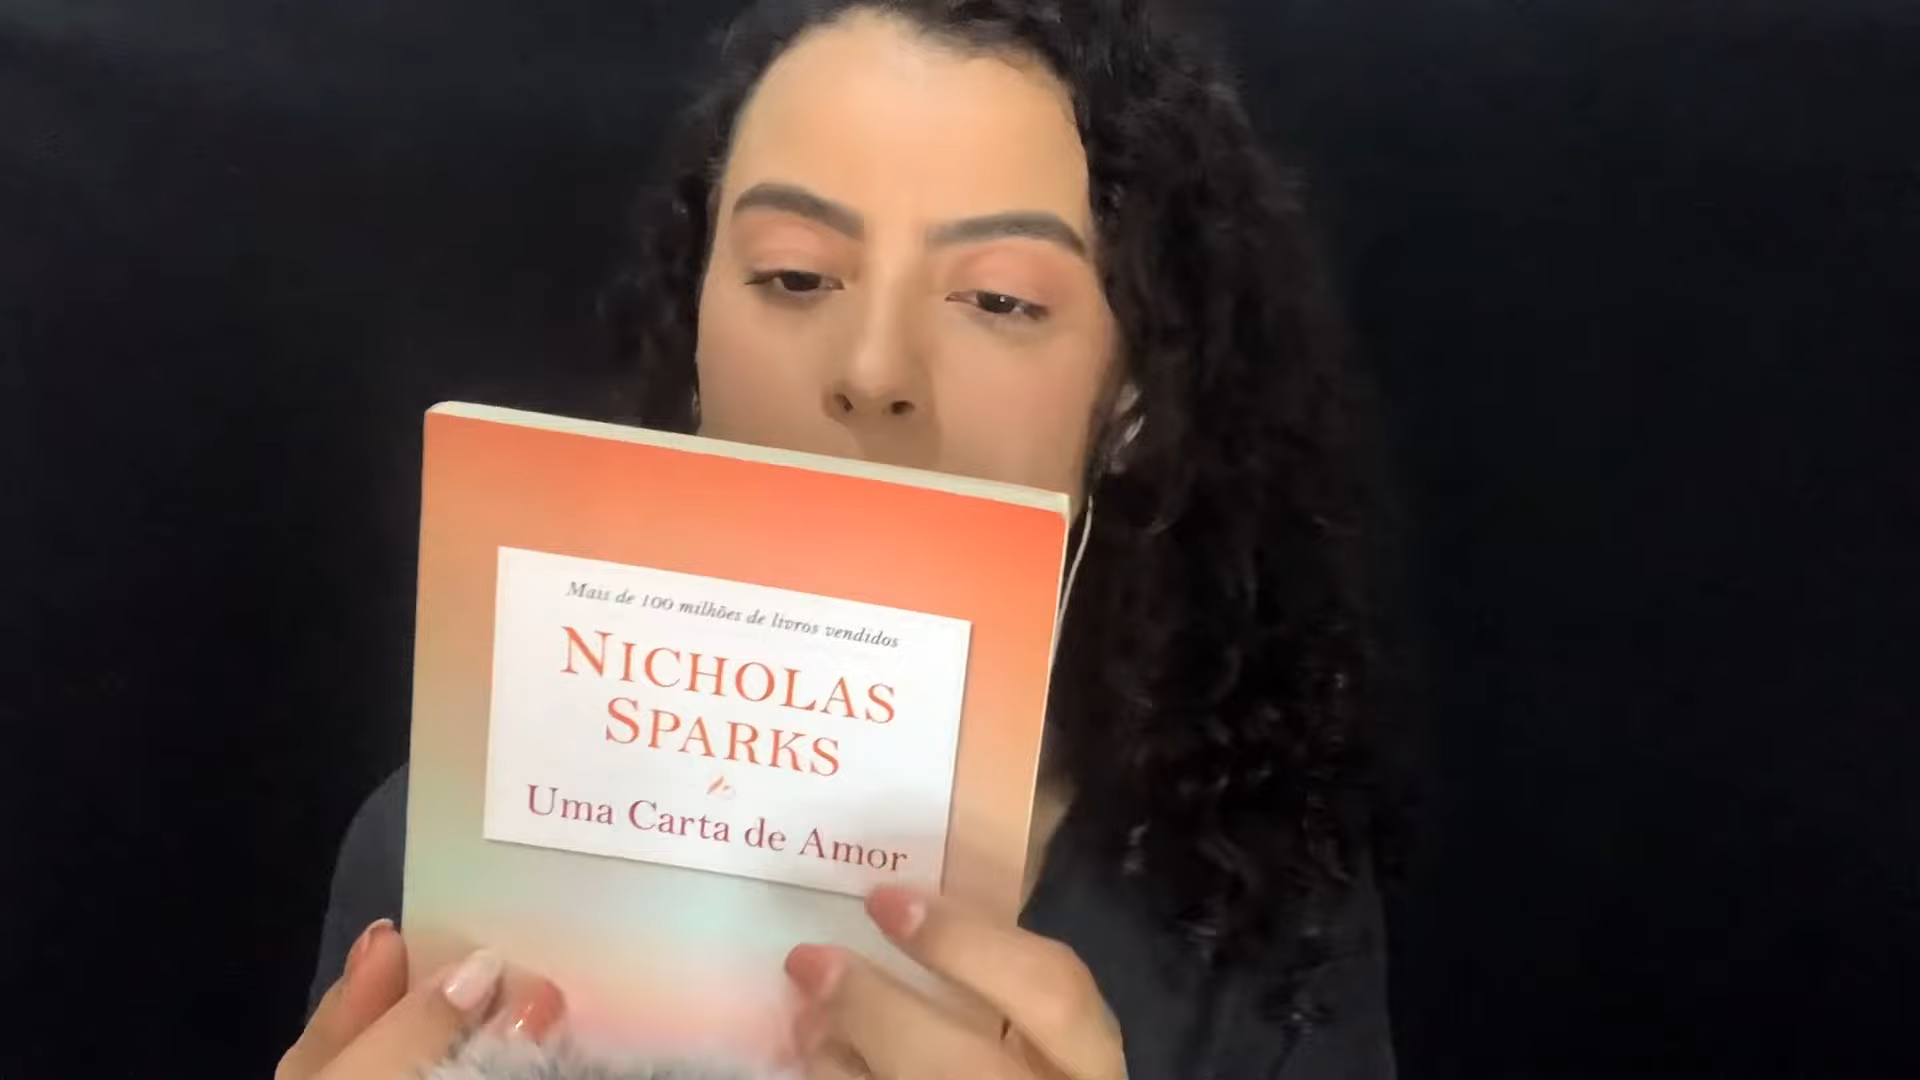 Mais de 100 milhões de livros vendidos
NICHOLAS
SPARKS
Uma Carta de Amor